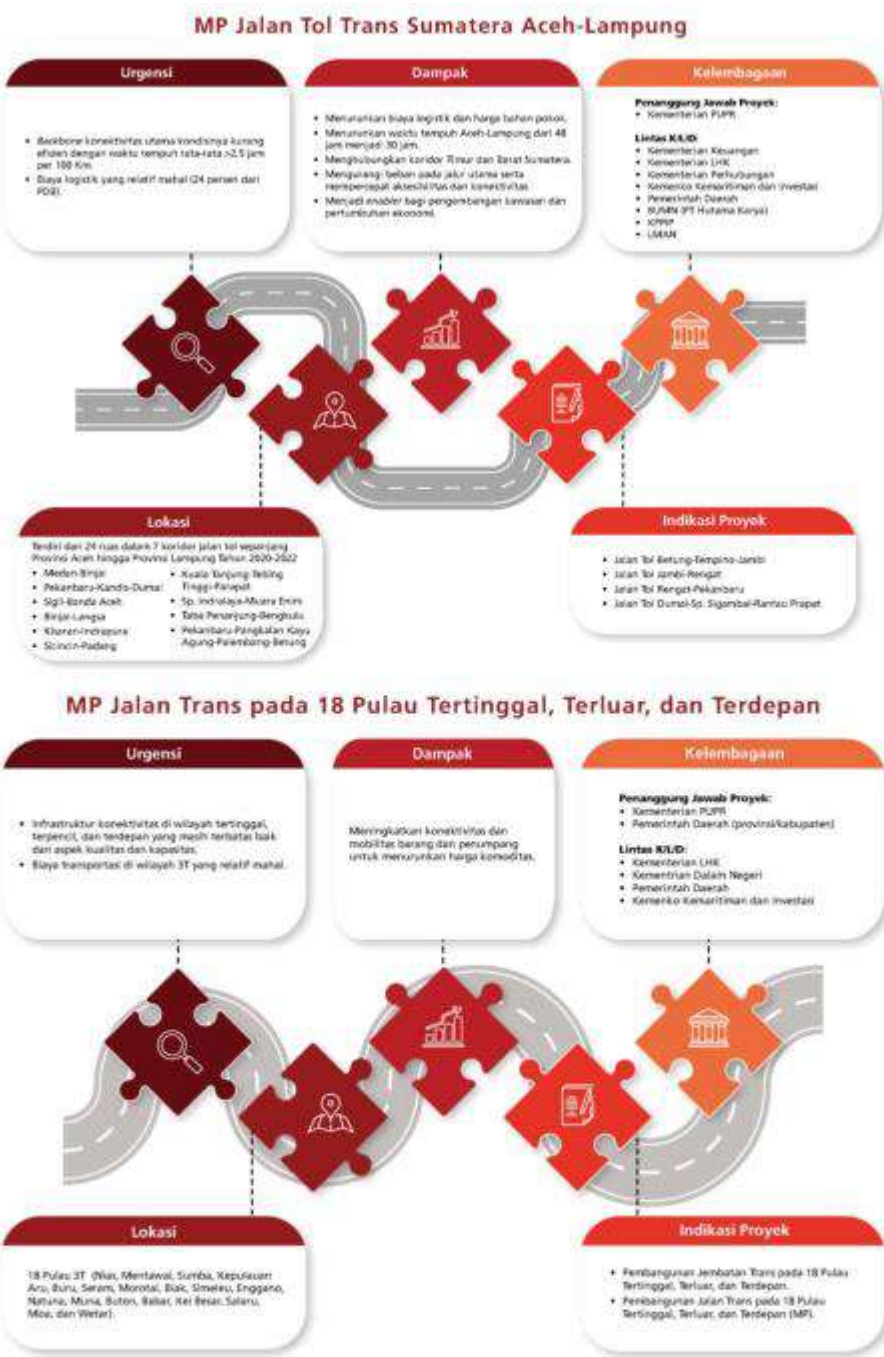 MP Jalan Tol Trans Sumatera Aceh-Lampung
Urgensi
• Backbone konektivitas utama kondisinya kurang
efisien dengan waktu tempuh rata-rata >2,5 jam
per 100 Km.
• Biaya logistik yang relatif mahal (24 persen dari
PDB).
Dampak
• Menurunkan biaya logistik dan harga bahan pokok.
• Menurunkan waktu tempuh Aceh-Lampung dari 48
jam menjadi 30 jam.
• Menghubungkan koridor Timur dan Barat Sumatera.
• Mengurangi beban pada jalur utama serta
mempercepat aksesibilitas dan konektivitas.
• Menjadi enabler bagi pengembangan kawasan dan
pertumbuhan ekonomi.
Kelembagaan
Penanggung Jawab Proyek:
• Kementerian PUPR
Lintas K/L/D:
• Kementerian Keuangan
• Kementerian LHK
• Kementerian Perhubungan
• Kemenko Kemaritiman dan Investasi
• Pemerintah Daerah
• BUMN (PT Hutama Karya)
• KPPIP
• LMAN
Lokasi
Terdiri dari 24 ruas dalam 7 koridor jalan tol sepanjang
Provinsi Aceh hingga Provinsi Lampung Tahun 2020-2022
• Medan-Binjai
• Pekanbaru-Kandis-Dumai
• Sigli-Banda Aceh
• Binjai-Langsa
• Kisaran-Indrapura
• Sicincin-Padang
• Kuala Tanjung-Tebing
Tinggi-Parapat
• Sp. Indralaya-Muara Enim
• Taba Penanjung-Bengkulu
• Pekanbaru-Pangkalan Kayu
Agung-Palembang-Betung
Indikasi Proyek
• Jalan Tol Betung-Tempino-Jambi
• Jalan Tol Jambi-Rengat
• Jalan Tol Rengat-Pekanbaru
• Jalan Tol Dumai-Sp. Sigambal-Rantau Prapat
MP Jalan Trans pada 18 Pulau Tertinggal, Terluar, dan Terdepan
Urgensi
• Infrastruktur konektivitas di wilayah tertinggal,
terpencil, dan terdepan yang masih terbatas baik
dari aspek kualitas dan kapasitas.
• Biaya transportasi di wilayah 3T yang relatif mahal.
Dampak
Meningkatkan konektivitas dan
mobilitas barang dan penumpang
untuk menurunkan harga komoditas.
Kelembagaan
Penanggung Jawab Proyek:
• Kementerian PUPR
• Pemerintah Daerah (provinsi/kabupaten)
Lintas K/L/D:
• Kementerian LHK
• Kementrian Dalam Negeri
• Pemerintah Daerah
• Kemenko Kemaritiman dan Investasi
Lokasi
18 Pulau 3T (Nias, Mentawai, Sumba, Kepulauan
Aru, Buru, Seram, Morotai, Biak, Simeleu, Enggano,
Natuna, Muna, Buton, Babar, Kei Besar, Selaru,
Moa, dan Wetar).
Indikasi Proyek
• Pembangunan Jembatan Trans pada 18 Pulau
Tertinggal, Terluar, dan Terdepan.
• Pembangunan Jalan Trans pada 18 Pulau
Tertinggal, Terluar, dan Terdepan (MP).